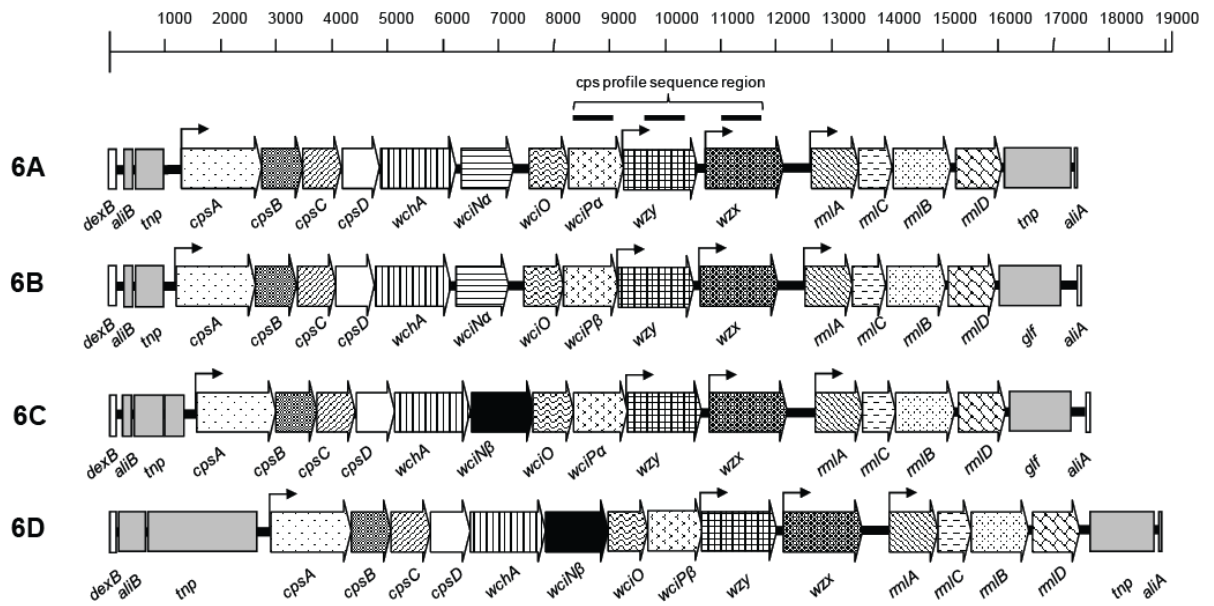 1000 2000 3000 4000 5000 6000 7000 8000 9000 10000 11000 12000 13000 14000 15000 16000 17000 18000 19000
cps profile sequence region
6A
dexB aliB tnp cpsA cpsB cpsC cpsD wchA wciNα wciO wciPα wzy wzx rmlA rmlC rmlB rmlD tnp aliA
6B
dexB aliB tnp cpsA cpsB cpsC cpsD wchA wciNα wciO wciPβ wzy wzx rmlA rmlC rmlB rmlD glf aliA
6C
dexB aliB tnp cpsA cpsB cpsC cpsD wchA wciNβ wciO wciPα wzy wzx rmlA rmlC rmlB rmlD glf aliA
6D
dexB aliB tnp cpsA cpsB cpsC cpsD wchA wciNβ wciO wciPβ wzy wzx rmlA rmlC rmlB rmlD tnp aliA